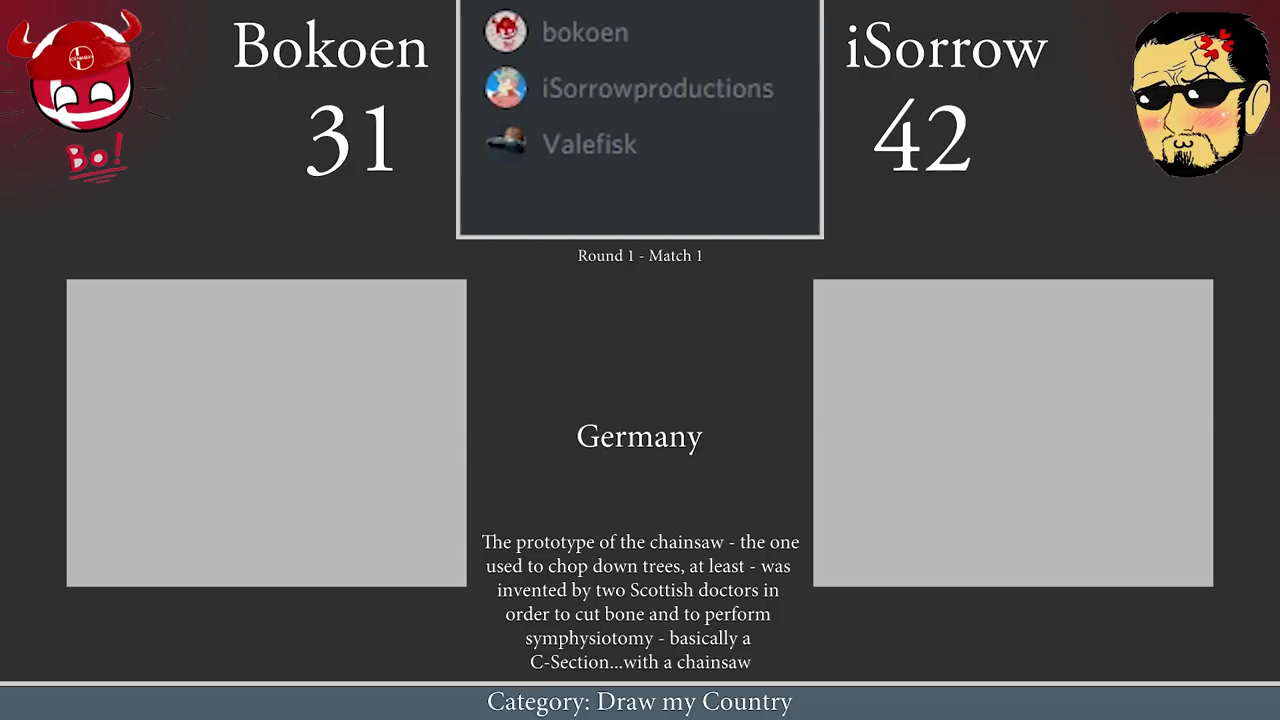 Bokoen
31
Bo!
bokoen
iSorrowproductions
Valefisk
iSorrow
42
Round 1 - Match 1
Germany
The prototype of the chainsaw - the one
used to chop down trees, at least - was
invented by two Scottish doctors in
order to cut bone and to perform
symphysiotomy - basically a
C-Section...with a chainsaw
Category: Draw my Country